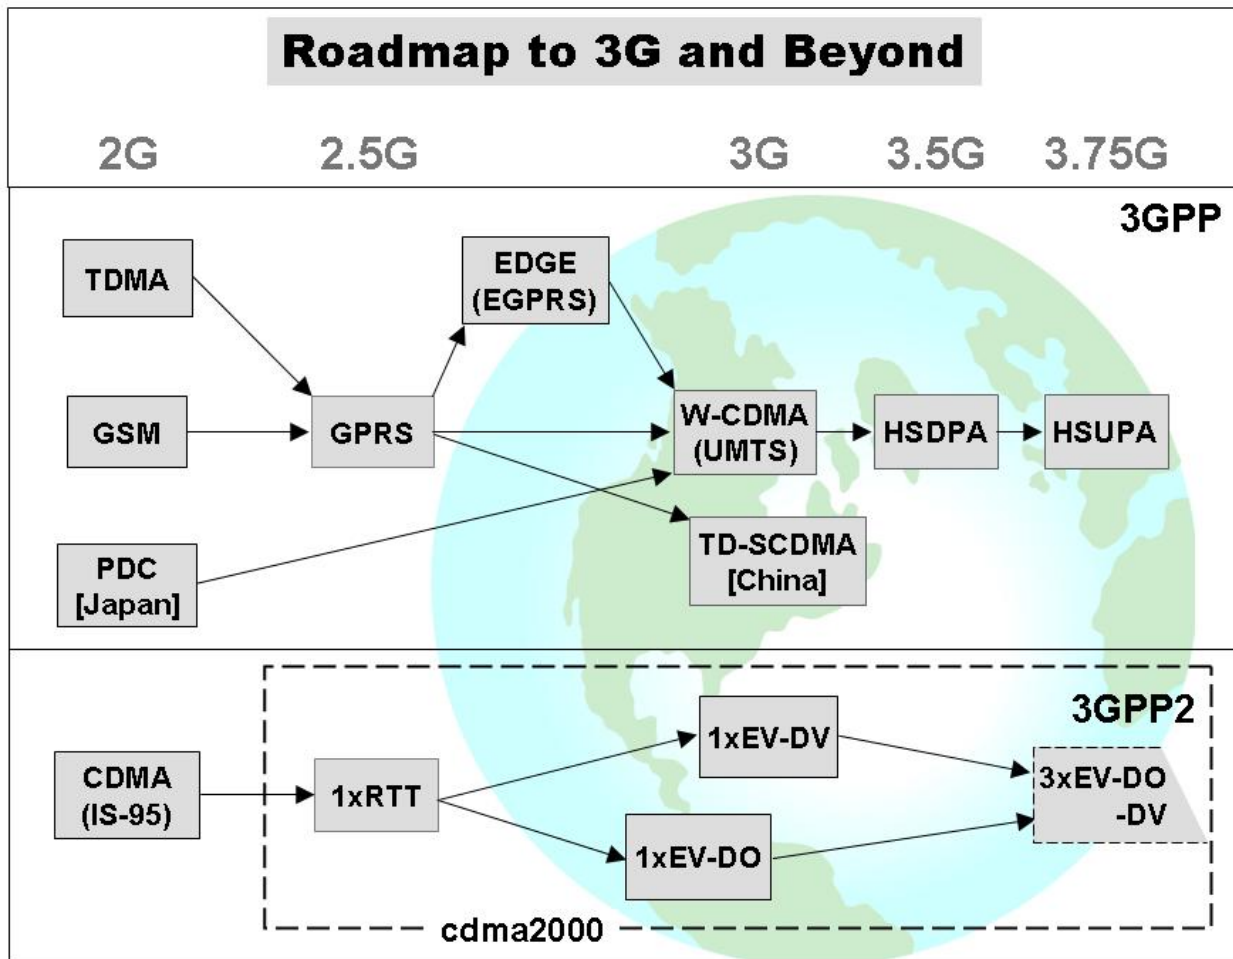 Roadmap to 3G and Beyond
2G 2.5G 3G 3.5G 3.75G
3GPP
TDMA
EDGE
(EGPRS)
GSM
GPRS
W-CDMA
(UMTS)
HSDPA
HSUPA
PDC
[Japan]
TD-SCDMA
[China]
3GPP2
CDMA
(IS-95)
1xRTT
1xEV-DV
1xEV-DO
3xEV-DO
-DV
cdma2000